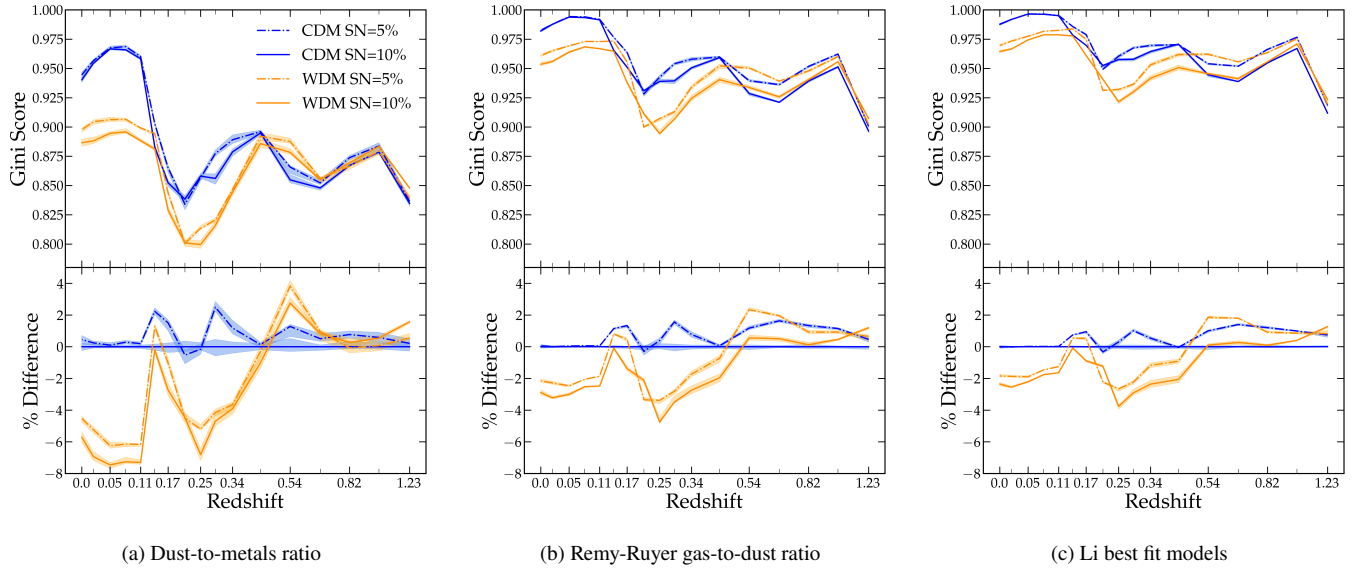 1.000
0.975
0.950
0.925
0.900
0.875
0.850
0.825
0.800
Gini Score
CDM SN=5%
CDM SN=10%
WDM SN=5%
WDM SN=10%
4
2
0
−2
−4
−6
−8
% Difference
0.0 0.05 0.11 0.17 0.25 0.34 0.54 0.82 1.23
Redshift
(a) Dust-to-metals ratio
1.000
0.975
0.950
0.925
0.900
0.875
0.850
0.825
0.800
Gini Score
4
2
0
−2
−4
−6
−8
% Difference
0.0 0.05 0.11 0.17 0.25 0.34 0.54 0.82 1.23
Redshift
(b) Remy-Ruyer gas-to-dust ratio
1.000
0.975
0.950
0.925
0.900
0.875
0.850
0.825
0.800
Gini Score
4
2
0
−2
−4
−6
−8
% Difference
0.0 0.05 0.11 0.17 0.25 0.34 0.54 0.82 1.23
Redshift
(c) Li best fit models